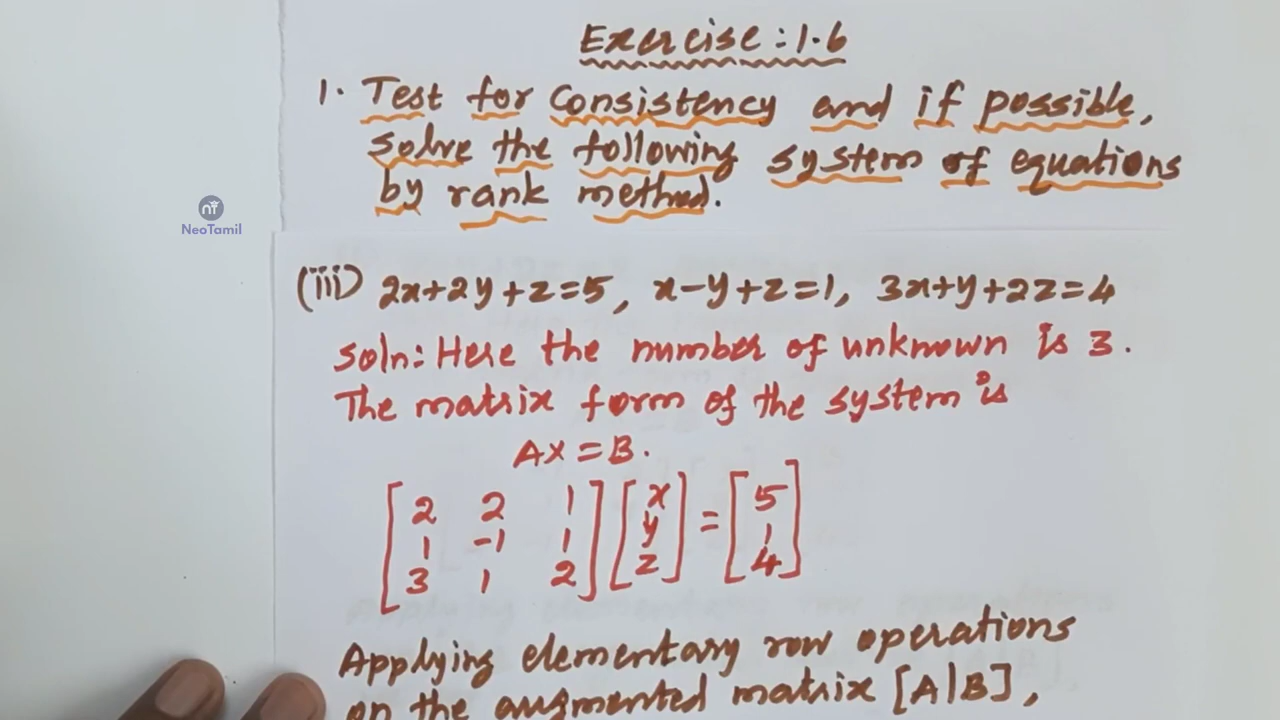 Exercise: 1.6
1. Test for Consistency and if possible,
solve the following system of equations
by rank method.
NeoTamil
(iii) 2x+2y+z=5, x-y+z=1, 3x+y+2z=4
Soln: Here the number of unknown is 3.
The matrix form of the system is
AX = B.
[2 2 1] [x] = [5]
[1 -1 1] [y] [1]
[3 1 2] [z] [4]
Applying elementary row operations
on the augmented matrix [A|B],